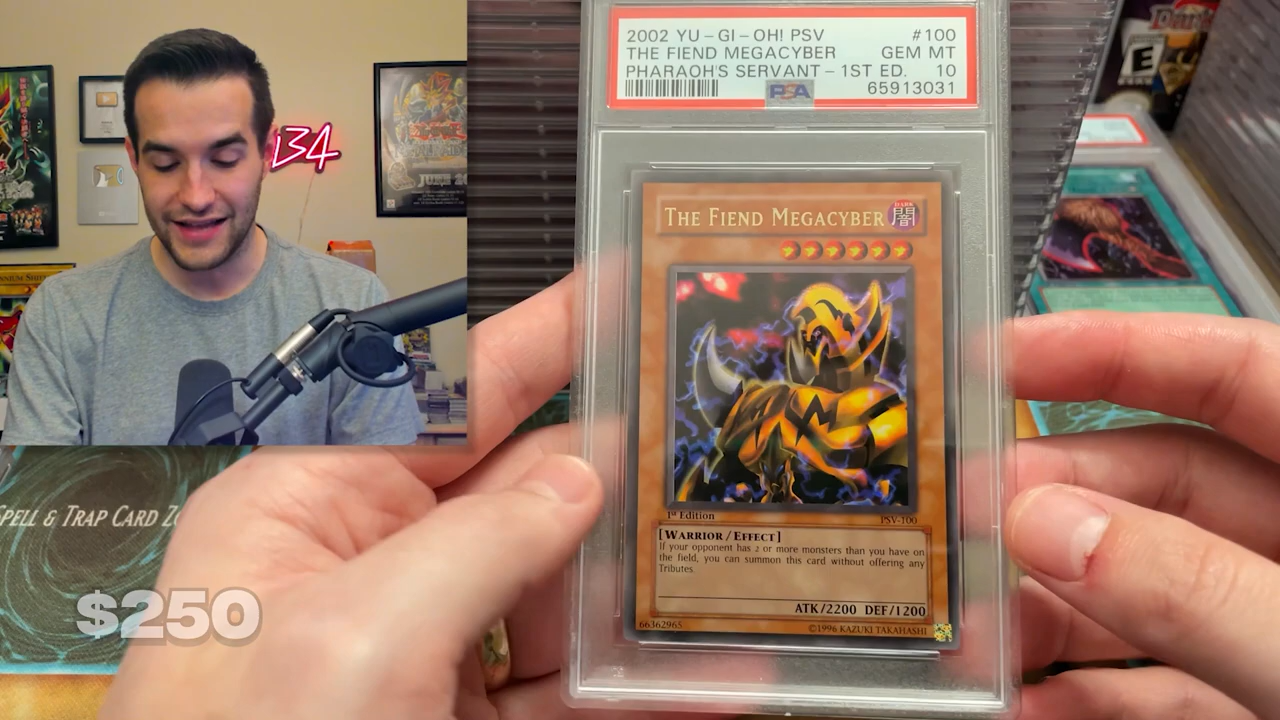 2002 YU-GI-OH! PSV #100
THE FIEND MEGACYBER GEM MT
PHARAOH'S SERVANT-1ST ED. 10
PSA 65913031
THE FIEND MEGACYBER
DARK
闇
1st Edition PSV-100
[WARRIOR/EFFECT]
If your opponent has 2 or more monsters than you have on
the field, you can summon this card without offering any
Tributes.
ATK/2200 DEF/1200
66362965 ©1996 KAZUKI TAKAHASHI
134
JUNE 20
SPELL & TRAP CARD
$250
E